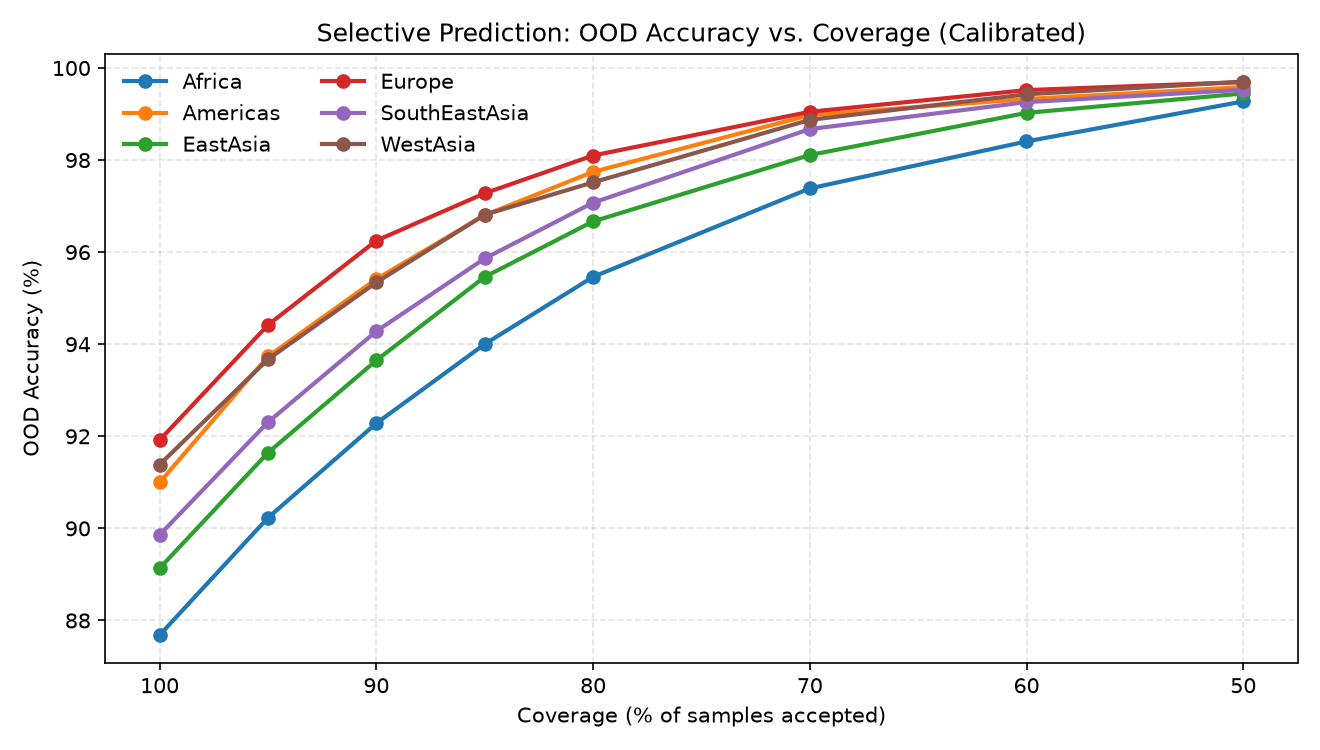 Selective Prediction: OOD Accuracy vs. Coverage (Calibrated)
100
98
96
94
92
90
88
OOD Accuracy (%)
Africa
Americas
EastAsia
Europe
SouthEastAsia
WestAsia
100 90 80 70 60 50
Coverage (% of samples accepted)